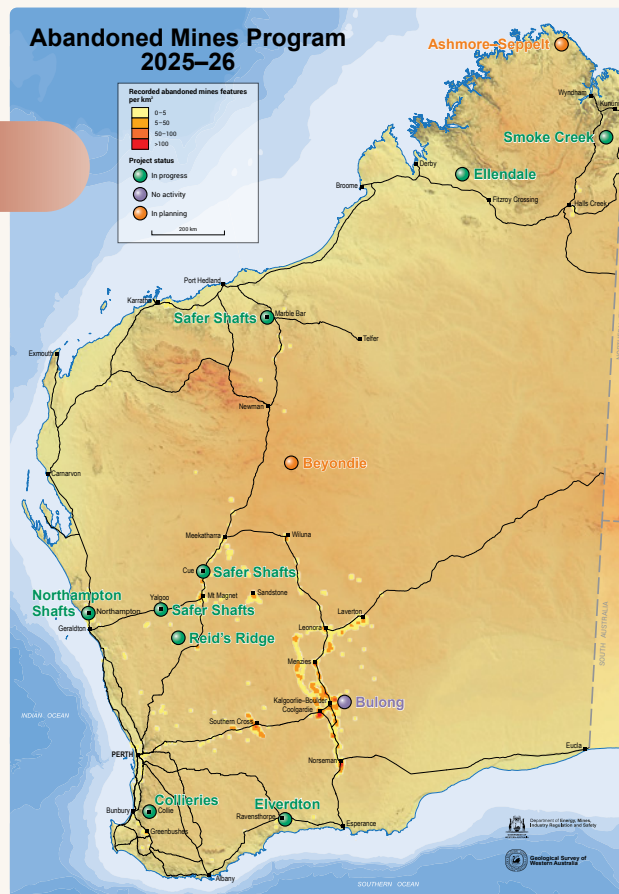 Abandoned Mines Program
2025–26
Recorded abandoned mines features
per km²
0–5
5–50
50–100
>100
Project status
In progress
No activity
In planning
200 km
Ashmore–Seppelt
Wyndham
Smoke Creek
Derby
Ellendale
Broome
Fitzroy Crossing
Halls Creek
Port Hedland
Karratha
Safer Shafts
Marble Bar
Telfer
Exmouth
Newman
Beyondie
Carnarvon
Meekatharra
Wiluna
Cue
Safer Shafts
Northampton
Shafts
Northampton
Yalgoo
Mt Magnet
Sandstone
Safer Shafts
Geraldton
Laverton
Leonora
Reid's Ridge
Menzies
SOUTH AUSTRALIA
Kalgoorlie–Boulder
Coolgardie
Bulong
INDIAN OCEAN
Southern Cross
PERTH
Norseman
Eucla
Collieries
Bunbury
Collie
Elverdton
Ravensthorpe
Esperance
Greenbushes
Albany
SOUTHERN OCEAN
Department of Energy, Mines,
Industry Regulation and Safety
Geological Survey of
Western Australia